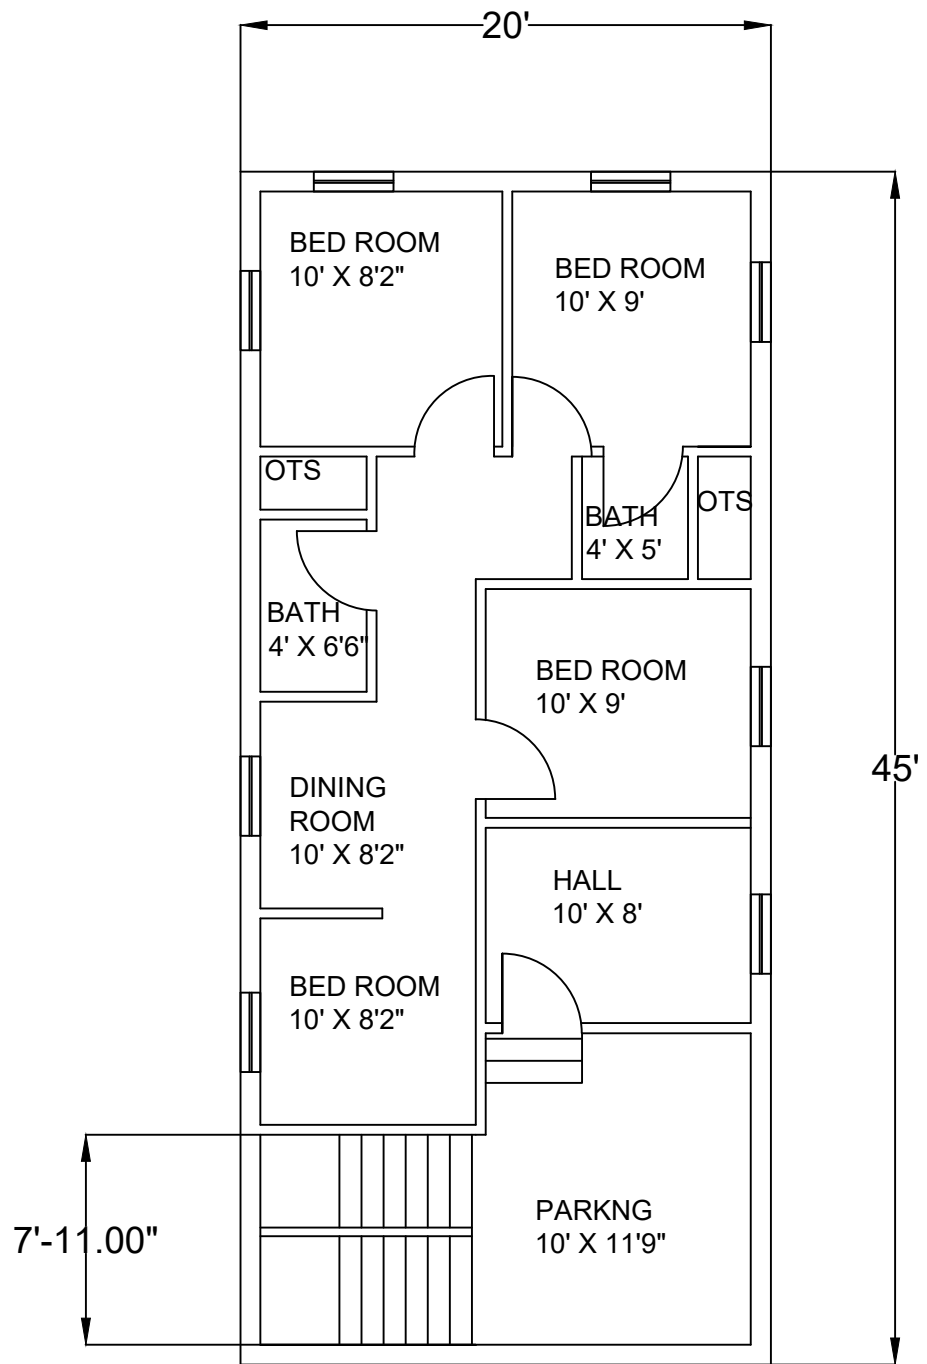 20'
BED ROOM
10' X 8'2"
BED ROOM
10' X 9'
OTS
BATH
4' X 5'
OTS
BATH
4' X 6'6"
BED ROOM
10' X 9'
45'
DINING
ROOM
10' X 8'2"
HALL
10' X 8'
BED ROOM
10' X 8'2"
PARKNG
10' X 11'9"
7'-11.00"